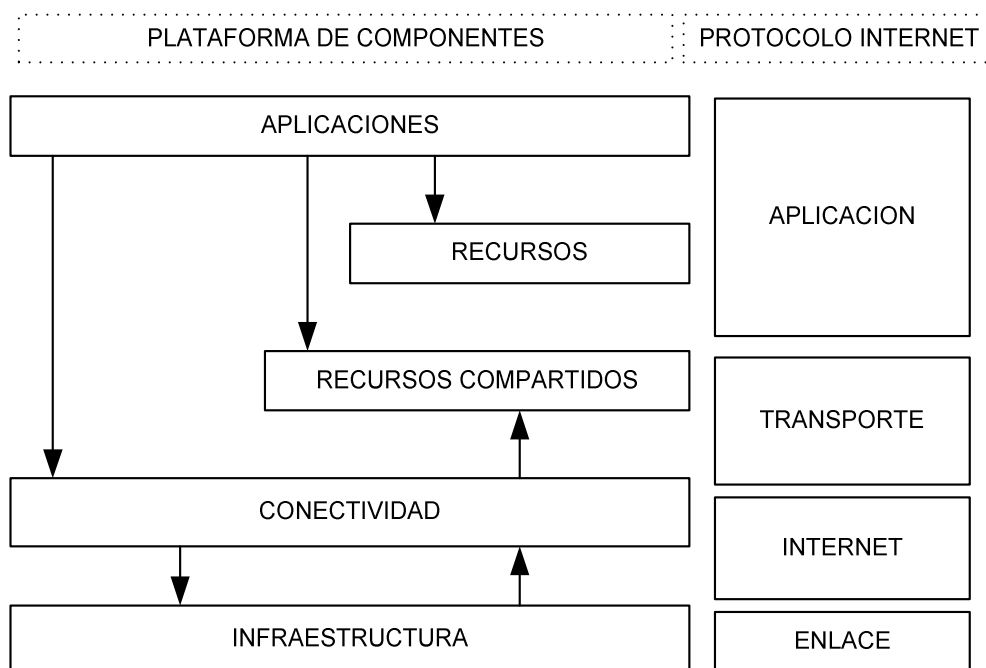 PLATAFORMA DE COMPONENTES
PROTOCOLO INTERNET
APLICACIONES
RECURSOS
RECURSOS COMPARTIDOS
CONECTIVIDAD
INFRAESTRUCTURA
APLICACION
TRANSPORTE
INTERNET
ENLACE